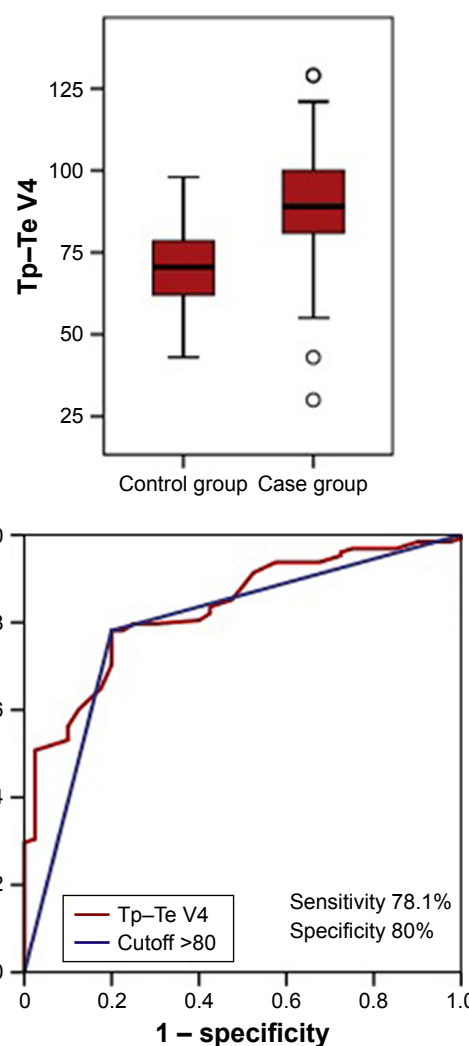 Tp–Te V4
125
100
75
50
25
Control group Case group
Tp–Te V4
Cutoff >80
Sensitivity 78.1%
Specificity 80%
0 0.2 0.4 0.6 0.8 1.0
1 – specificity